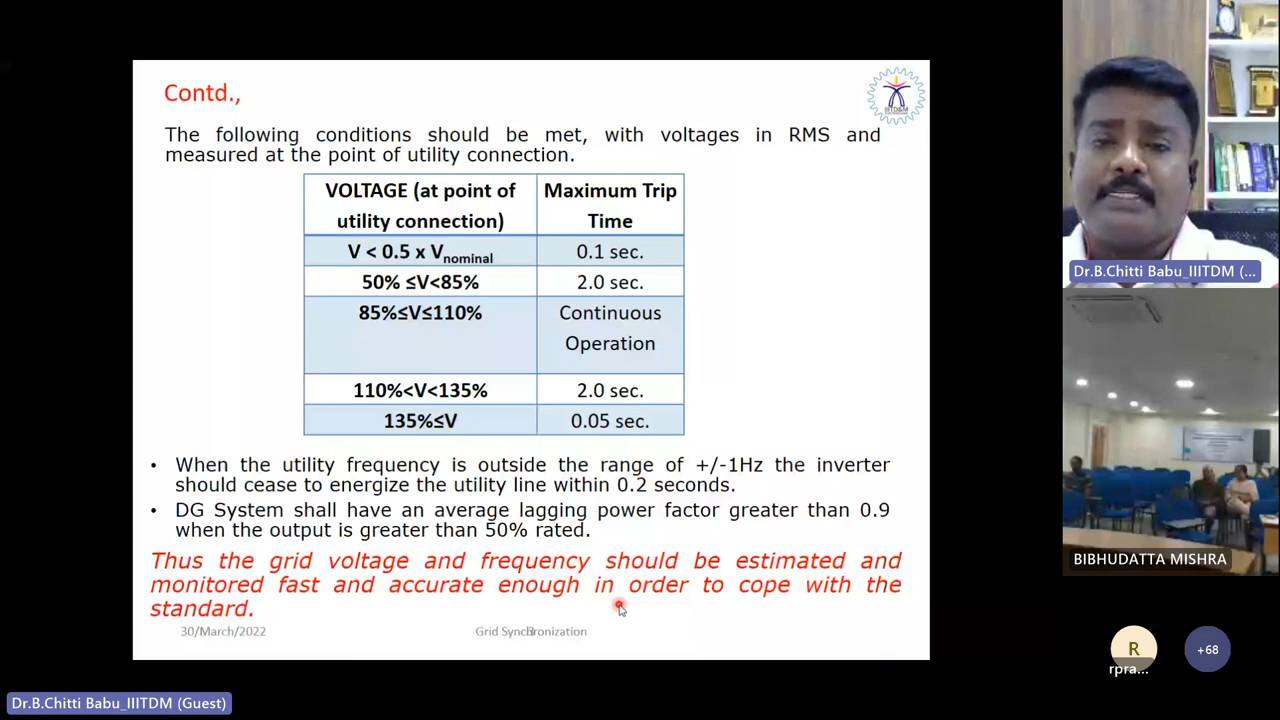 Contd.,
IIITD&M
The following conditions should be met, with voltages in RMS and
measured at the point of utility connection.
VOLTAGE (at point of
utility connection)
Maximum Trip
Time
V < 0.5 x Vnominal
0.1 sec.
50% ≤V<85%
2.0 sec.
85%≤V≤110%
Continuous
Operation
110%<V<135%
2.0 sec.
135%≤V
0.05 sec.
• When the utility frequency is outside the range of +/-1Hz the inverter
should cease to energize the utility line within 0.2 seconds.
• DG System shall have an average lagging power factor greater than 0.9
when the output is greater than 50% rated.
Thus the grid voltage and frequency should be estimated and
monitored fast and accurate enough in order to cope with the
standard.
30/March/2022
Grid Synchronization
3
Dr.B.Chitti Babu_IIITDM (...
BIBHUDATTA MISHRA
R
rpra...
+68
Dr.B.Chitti Babu_IIITDM (Guest)